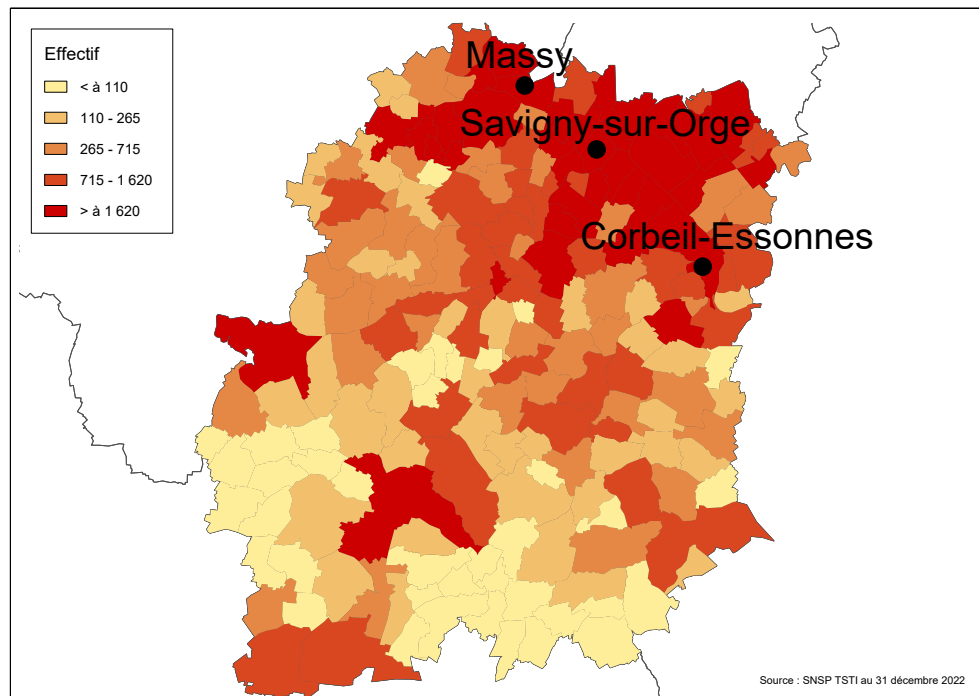 Effectif
< à 110
110 - 265
265 - 715
715 - 1 620
> à 1 620
Massy
Savigny-sur-Orge
Corbeil-Essonnes
Source : SNSP TSTI au 31 décembre 2022